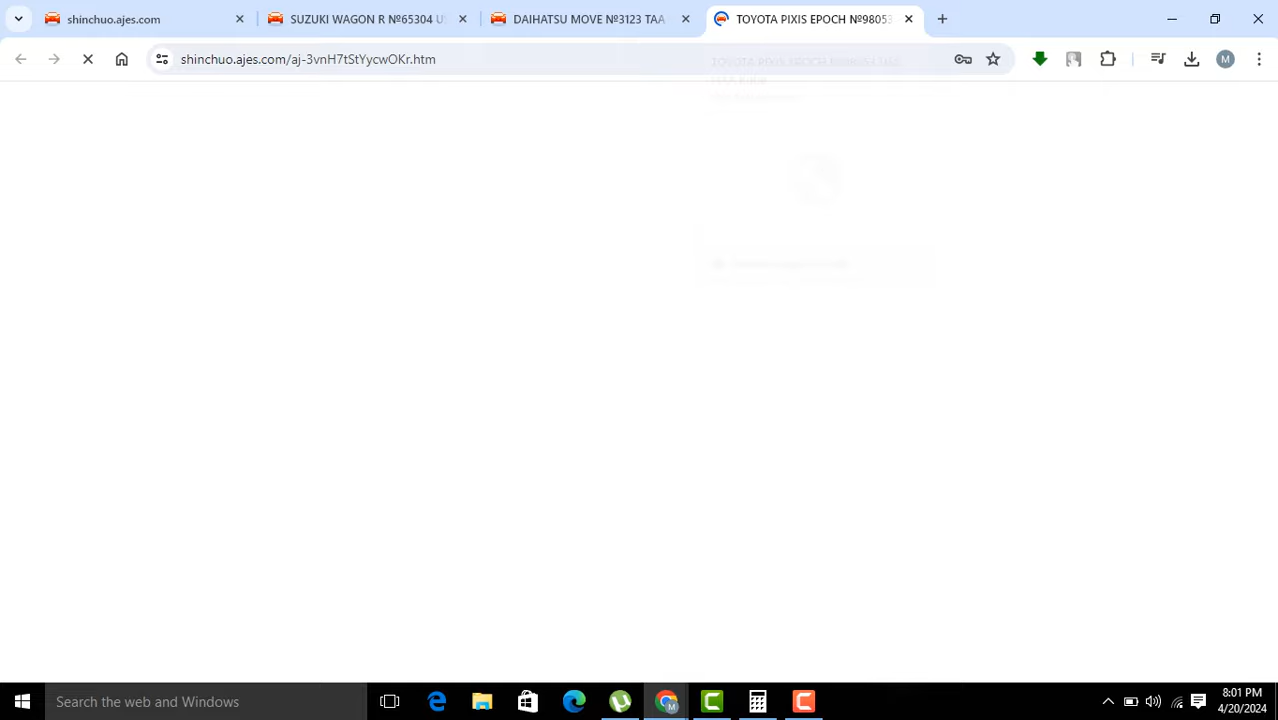 shinchuo.ajes.com
SUZUKI WAGON R №65304 U
DAIHATSU MOVE №3123 TAA
TOYOTA PIXIS EPOCH №9805
shinchuo.ajes.com/aj-3vnH7tStYycwOKr.htm
M
Search the web and Windows
M
8:01 PM
4/20/2024